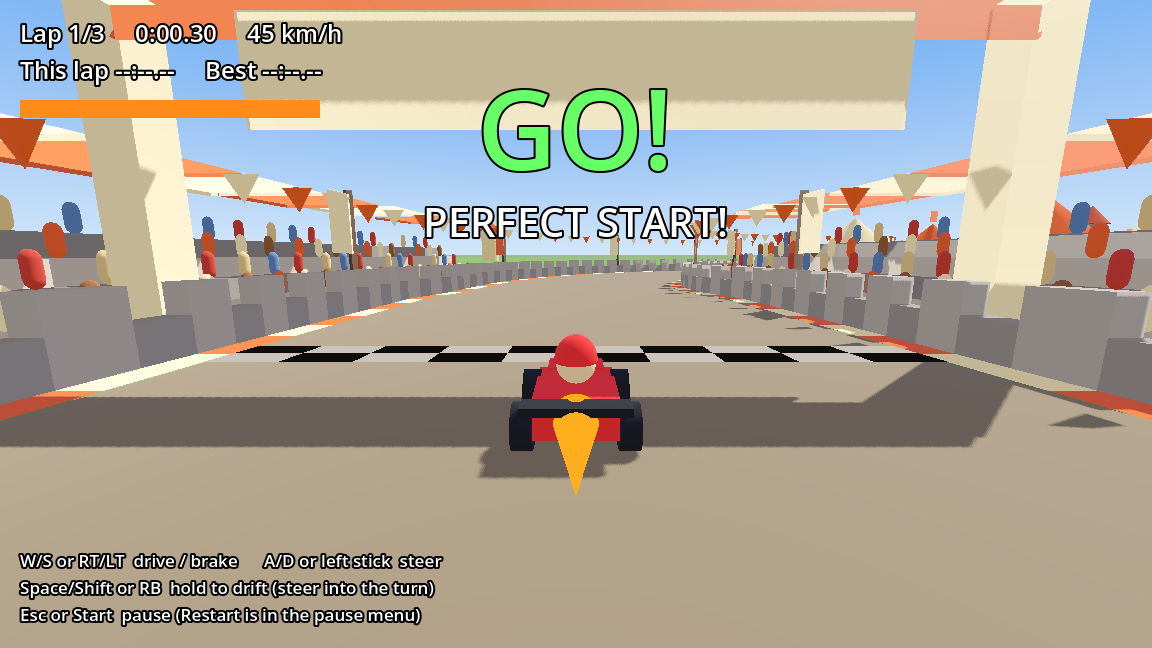 Lap 1/3 0:00.30 45 km/h
This lap --:--.-- Best --:--.--
GO!
PERFECT START!
W/S or RT/LT drive / brake A/D or left stick steer
Space/Shift or RB hold to drift (steer into the turn)
Esc or Start pause (Restart is in the pause menu)